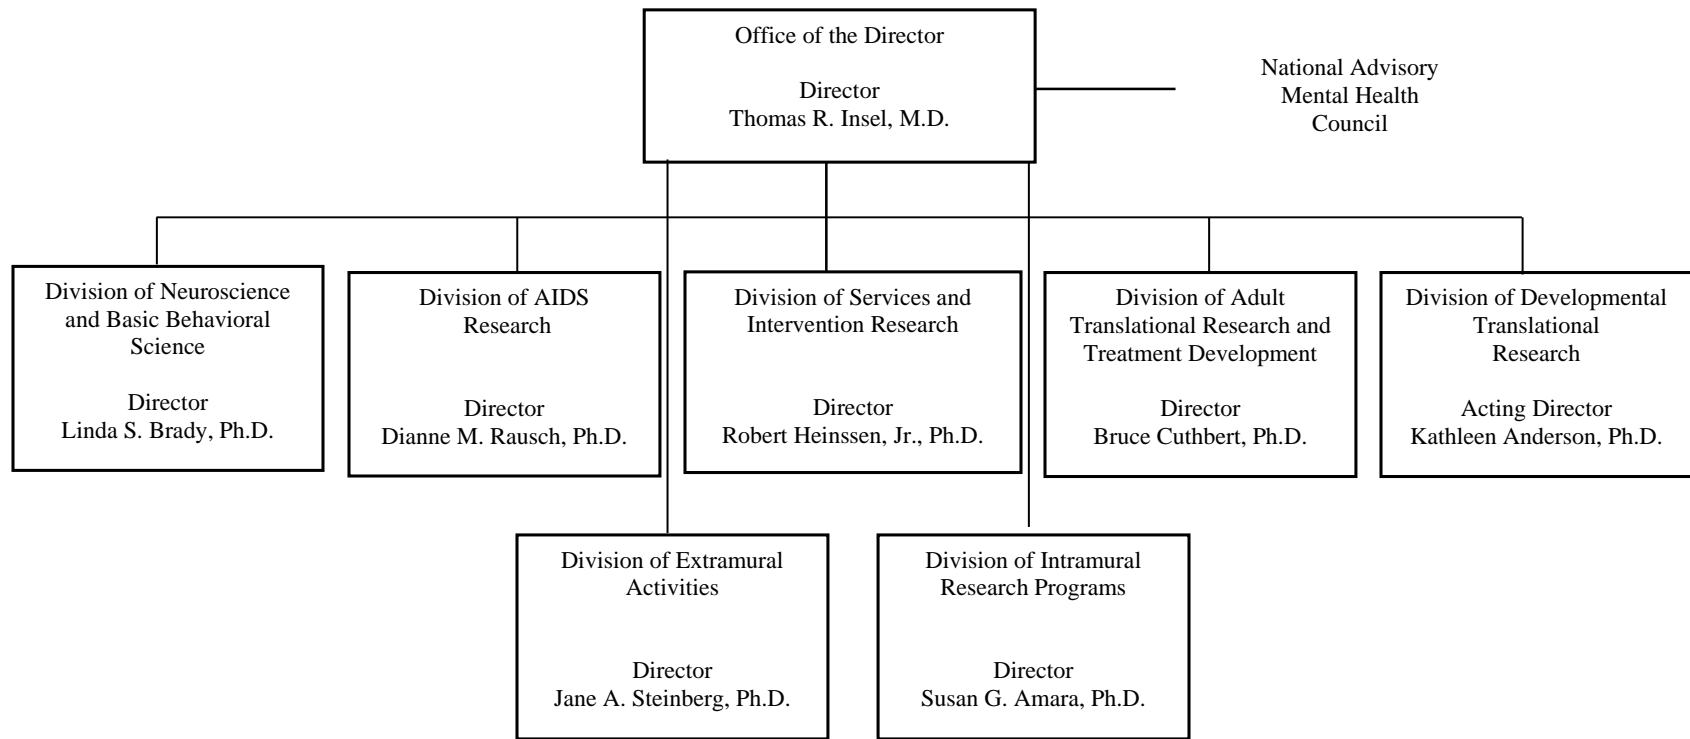 Office of the Director
Director
Thomas R. Insel, M.D.
National Advisory
Mental Health
Council
Division of Neuroscience
and Basic Behavioral
Science
Director
Linda S. Brady, Ph.D.
Division of AIDS
Research
Director
Dianne M. Rausch, Ph.D.
Division of Services and
Intervention Research
Director
Robert Heinssen, Jr., Ph.D.
Division of Adult
Translational Research and
Treatment Development
Director
Bruce Cuthbert, Ph.D.
Division of Developmental
Translational
Research
Acting Director
Kathleen Anderson, Ph.D.
Division of Extramural
Activities
Director
Jane A. Steinberg, Ph.D.
Division of Intramural
Research Programs
Director
Susan G. Amara, Ph.D.